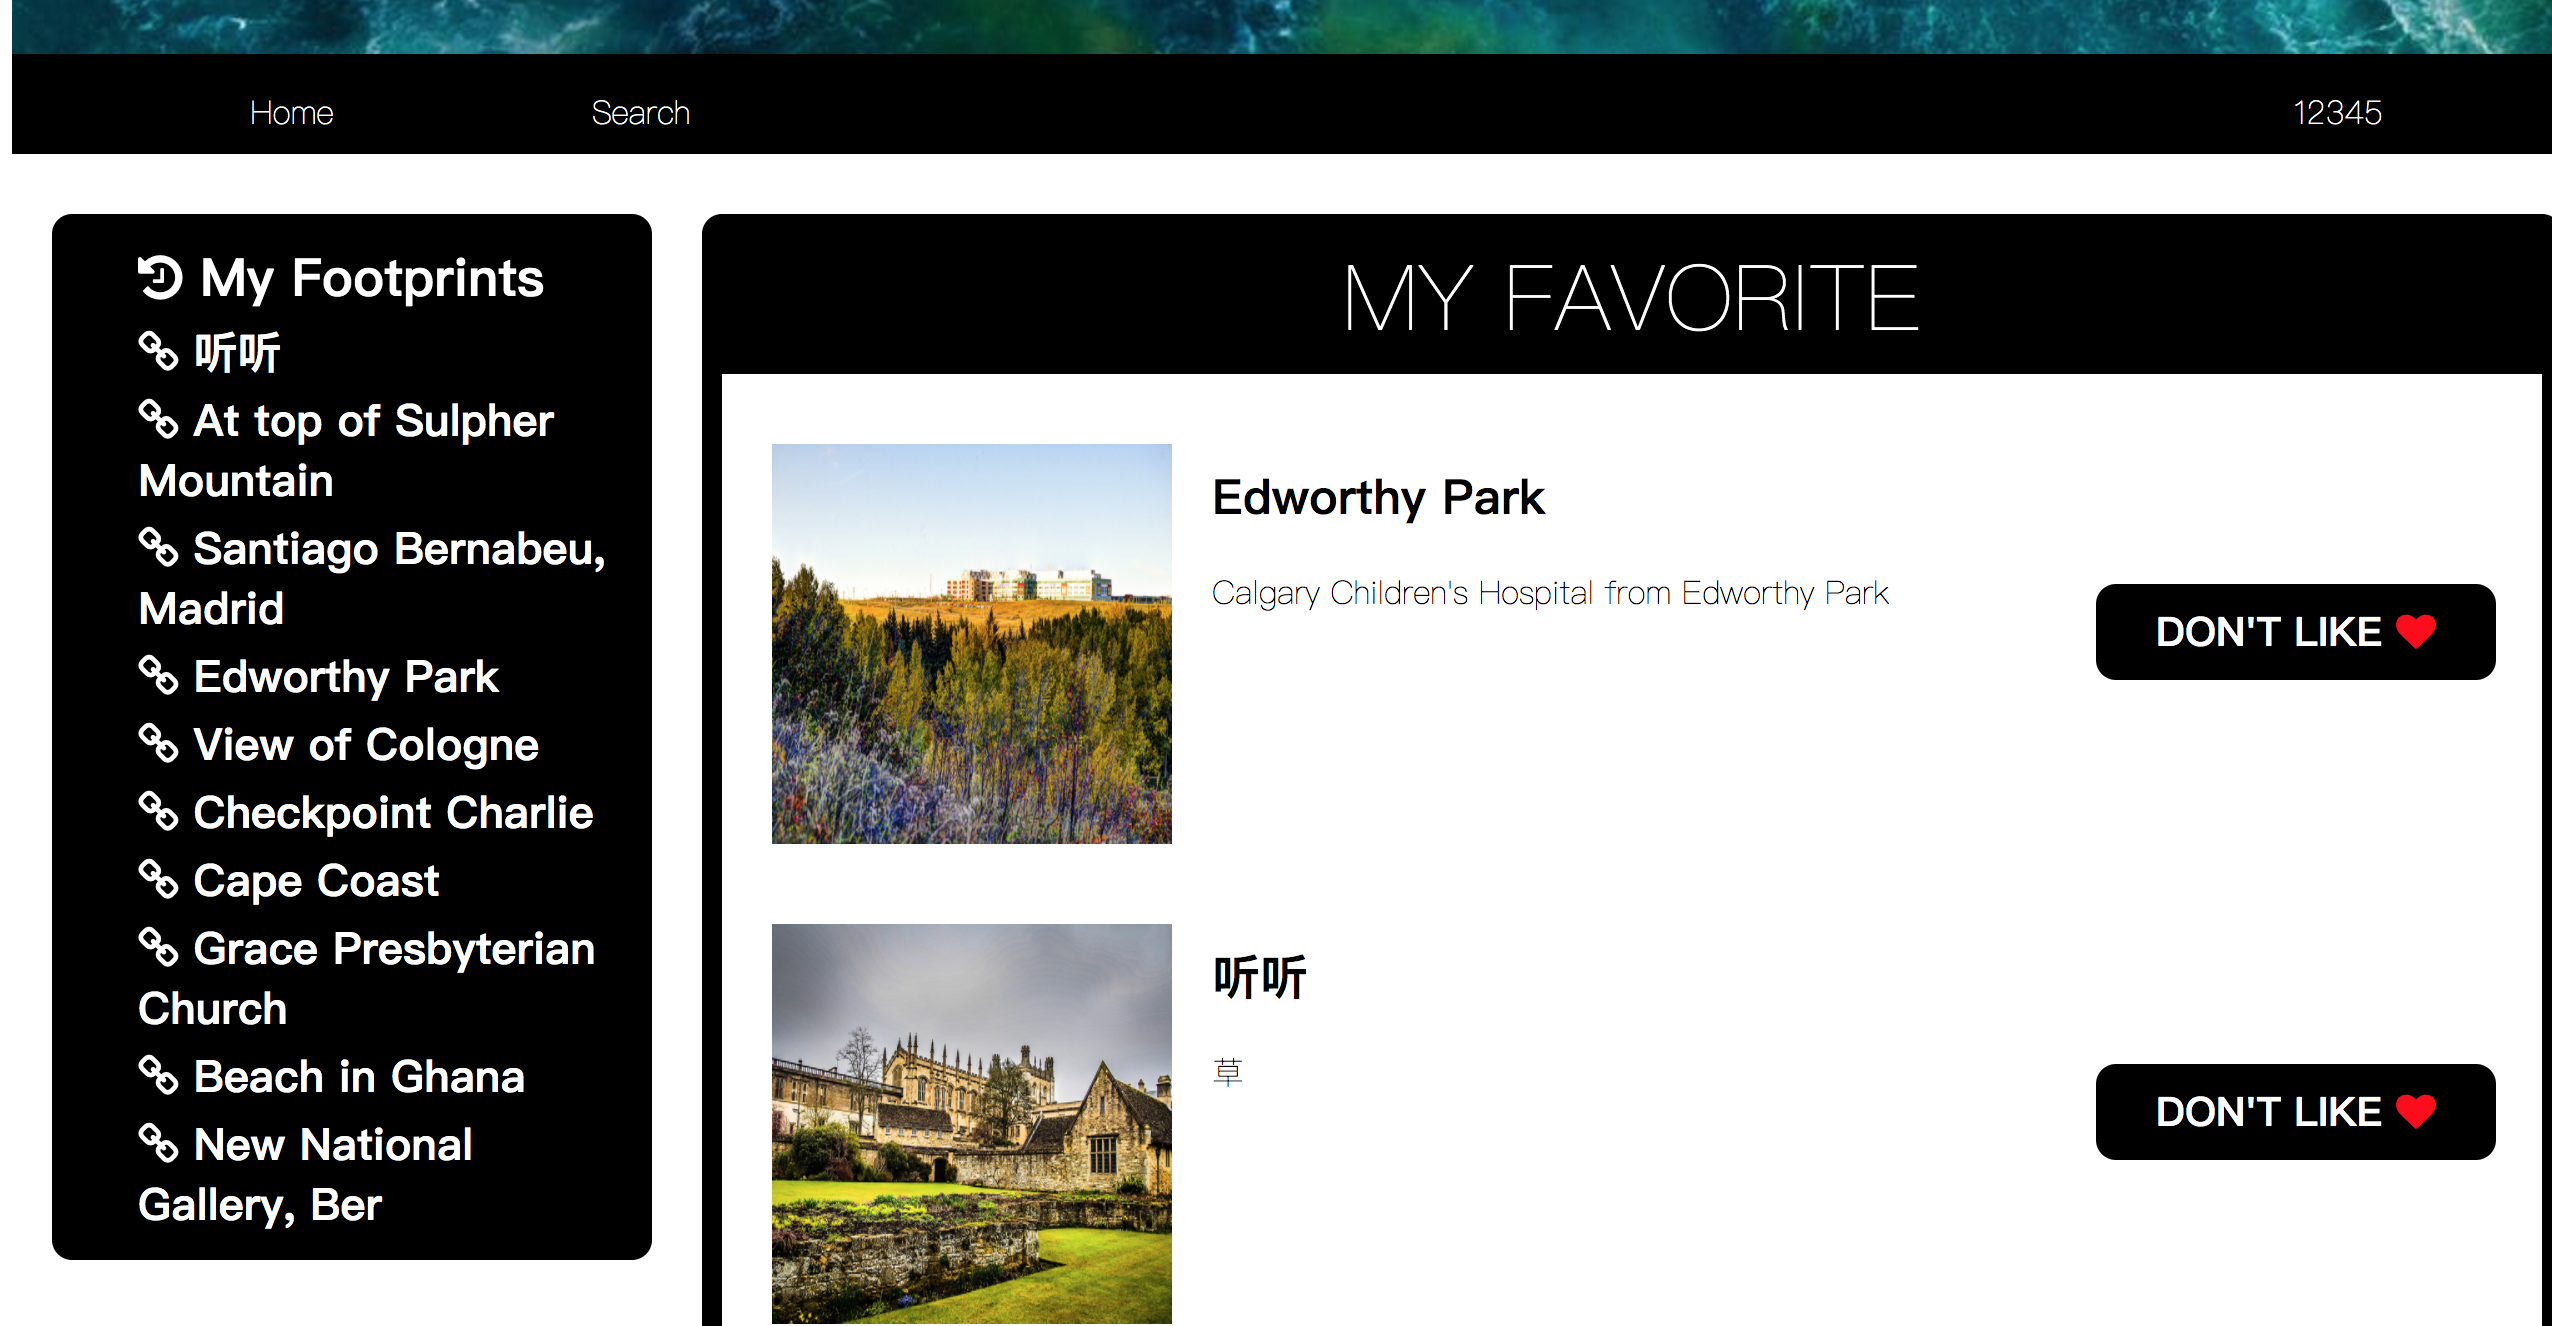 Home
Search
12345
My Footprints
听听
At top of Sulpher
Mountain
Santiago Bernabeu,
Madrid
Edworthy Park
View of Cologne
Checkpoint Charlie
Cape Coast
Grace Presbyterian
Church
Beach in Ghana
New National
Gallery, Ber
MY FAVORITE
Edworthy Park
Calgary Children's Hospital from Edworthy Park
DON'T LIKE
听听
草
DON'T LIKE